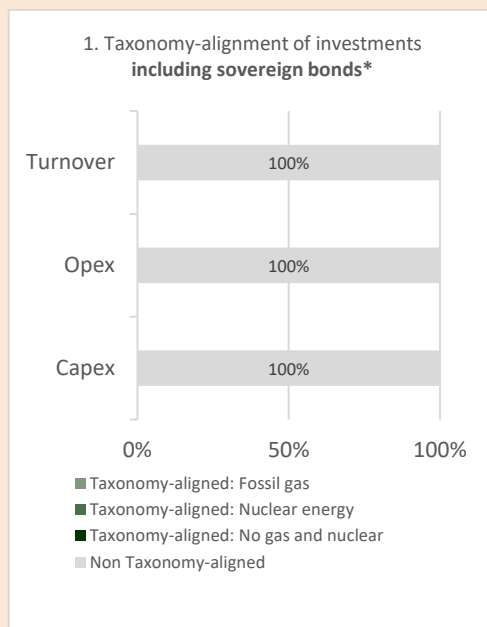 1. Taxonomy-alignment of investments
including sovereign bonds*
Turnover
100%
Opex
100%
Capex
100%
0%
50%
100%
Taxonomy-aligned: Fossil gas
Taxonomy-aligned: Nuclear energy
Taxonomy-aligned: No gas and nuclear
Non Taxonomy-aligned